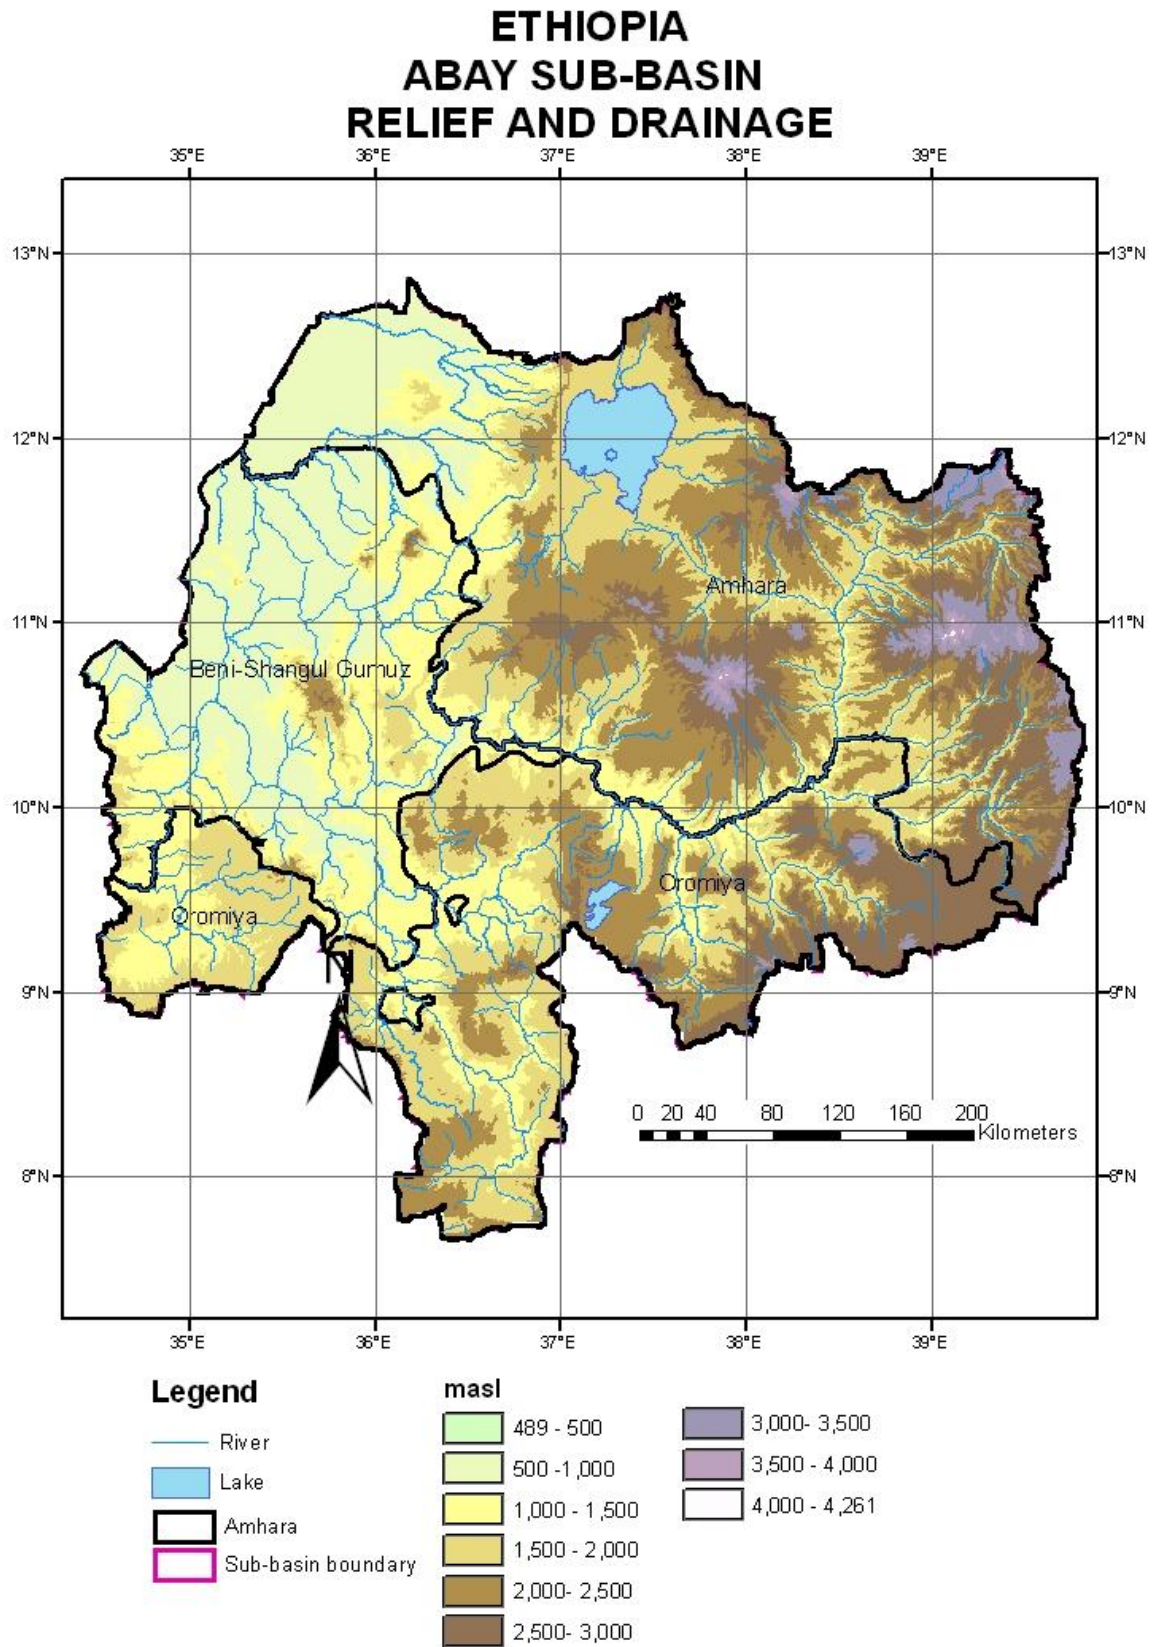 ETHIOPIA
ABAY SUB-BASIN
RELIEF AND DRAINAGE
35°E 36°E 37°E 38°E 39°E
13°N 13°N
12°N 12°N
Amhara
11°N 11°N
Beni-Shangul Gumuz
10°N 10°N
Oromiya
Oromiya
N
9°N 9°N
0 20 40 80 120 160 200
Kilometers
8°N 8°N
35°E 36°E 37°E 38°E 39°E
Legend
River
Lake
Amhara
Sub-basin boundary
masl
489 - 500
500 -1,000
1,000 - 1,500
1,500 - 2,000
2,000- 2,500
2,500- 3,000
3,000- 3,500
3,500 - 4,000
4,000 - 4,261